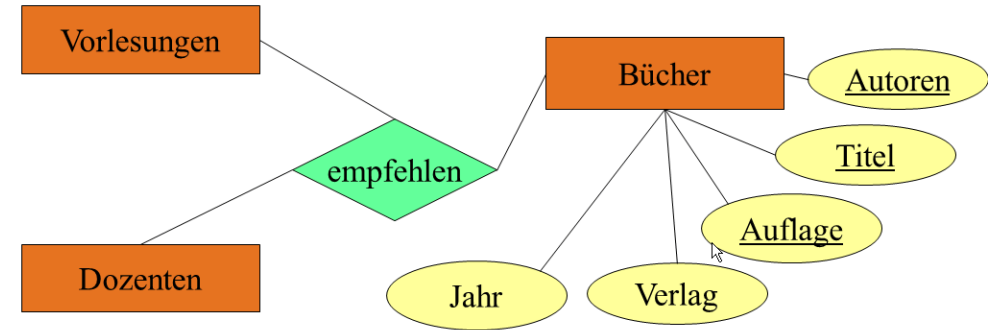 Vorlesungen
Bücher
Autoren
Titel
empfehlen
Auflage
Dozenten
Jahr
Verlag